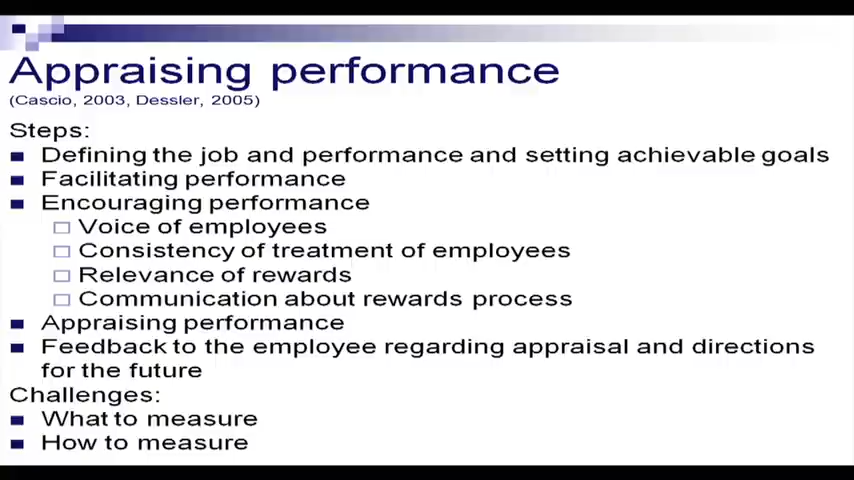 Appraising performance
(Cascio, 2003, Dessler, 2005)
Steps:
Defining the job and performance and setting achievable goals
Facilitating performance
Encouraging performance
Voice of employees
Consistency of treatment of employees
Relevance of rewards
Communication about rewards process
Appraising performance
Feedback to the employee regarding appraisal and directions
for the future
Challenges:
What to measure
How to measure